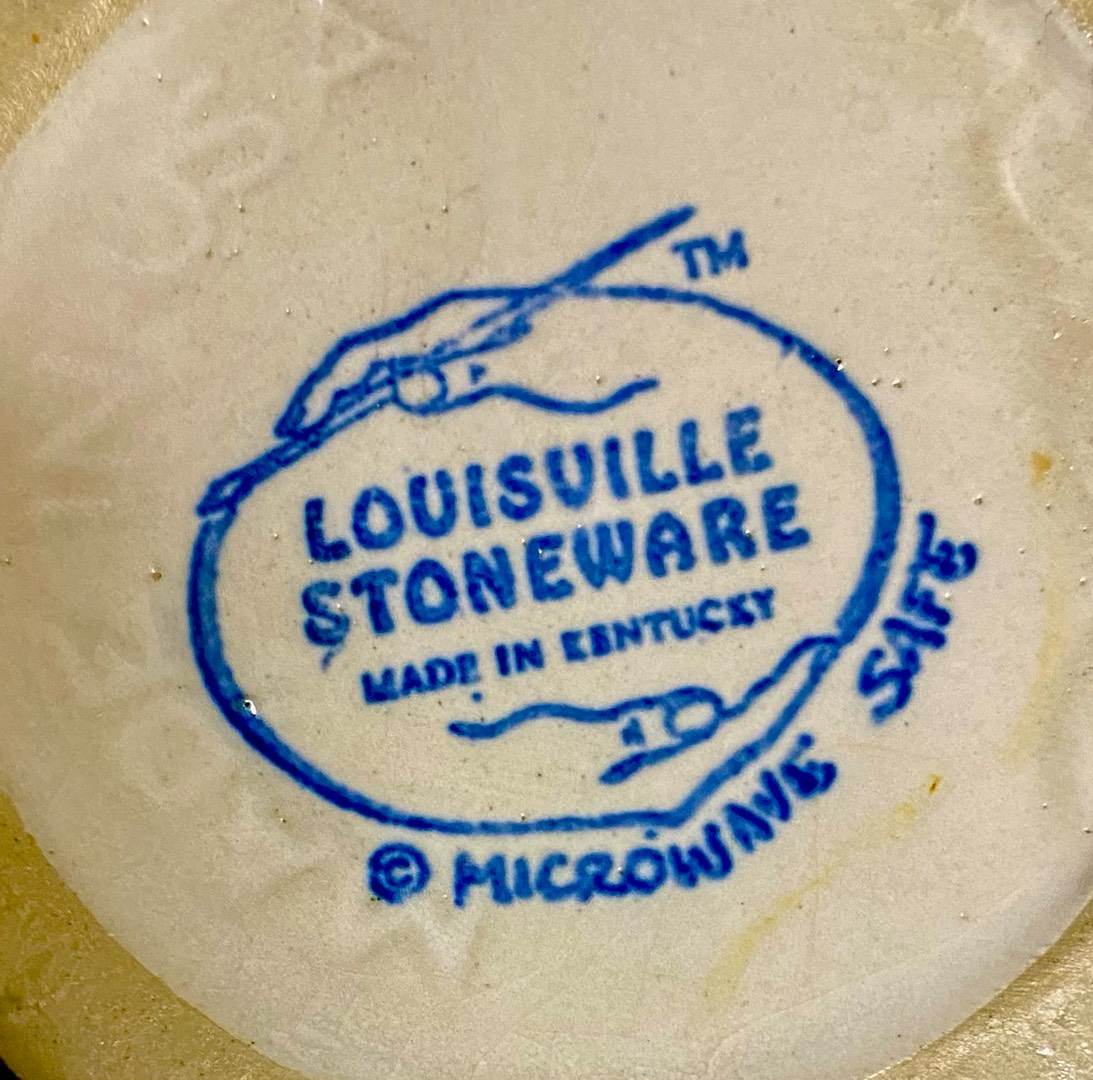 TM
LOUISVILLE
STONEWARE
MADE IN KENTUCKY
© MICROWAVE SAFE